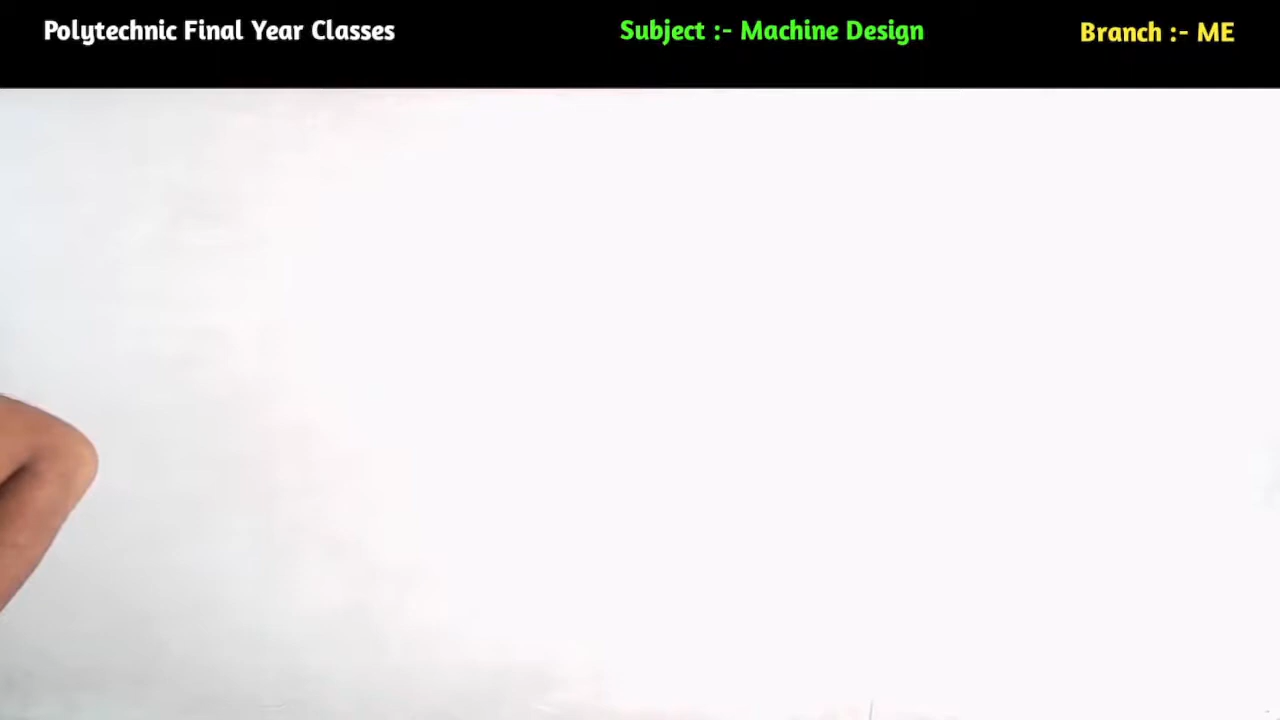 Polytechnic Final Year Classes Subject :- Machine Design Branch :- ME